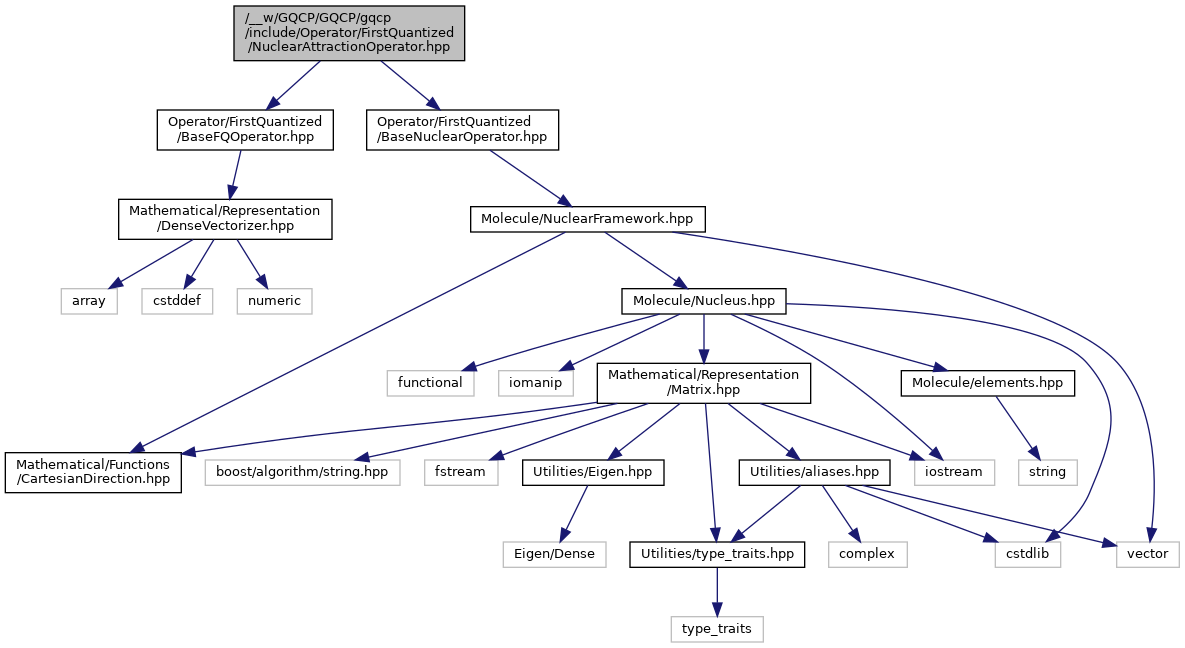 /__w/GQCP/GQCP/gqcp
/include/Operator/FirstQuantized
/NuclearAttractionOperator.hpp
Operator/FirstQuantized
/BaseFQOperator.hpp
Operator/FirstQuantized
/BaseNuclearOperator.hpp
Mathematical/Representation
/DenseVectorizer.hpp
Molecule/NuclearFramework.hpp
array
cstddef
numeric
Molecule/Nucleus.hpp
functional
iomanip
Mathematical/Representation
/Matrix.hpp
Molecule/elements.hpp
Mathematical/Functions
/CartesianDirection.hpp
boost/algorithm/string.hpp
fstream
Utilities/Eigen.hpp
Utilities/aliases.hpp
iostream
string
Eigen/Dense
Utilities/type_traits.hpp
complex
cstdlib
vector
type_traits